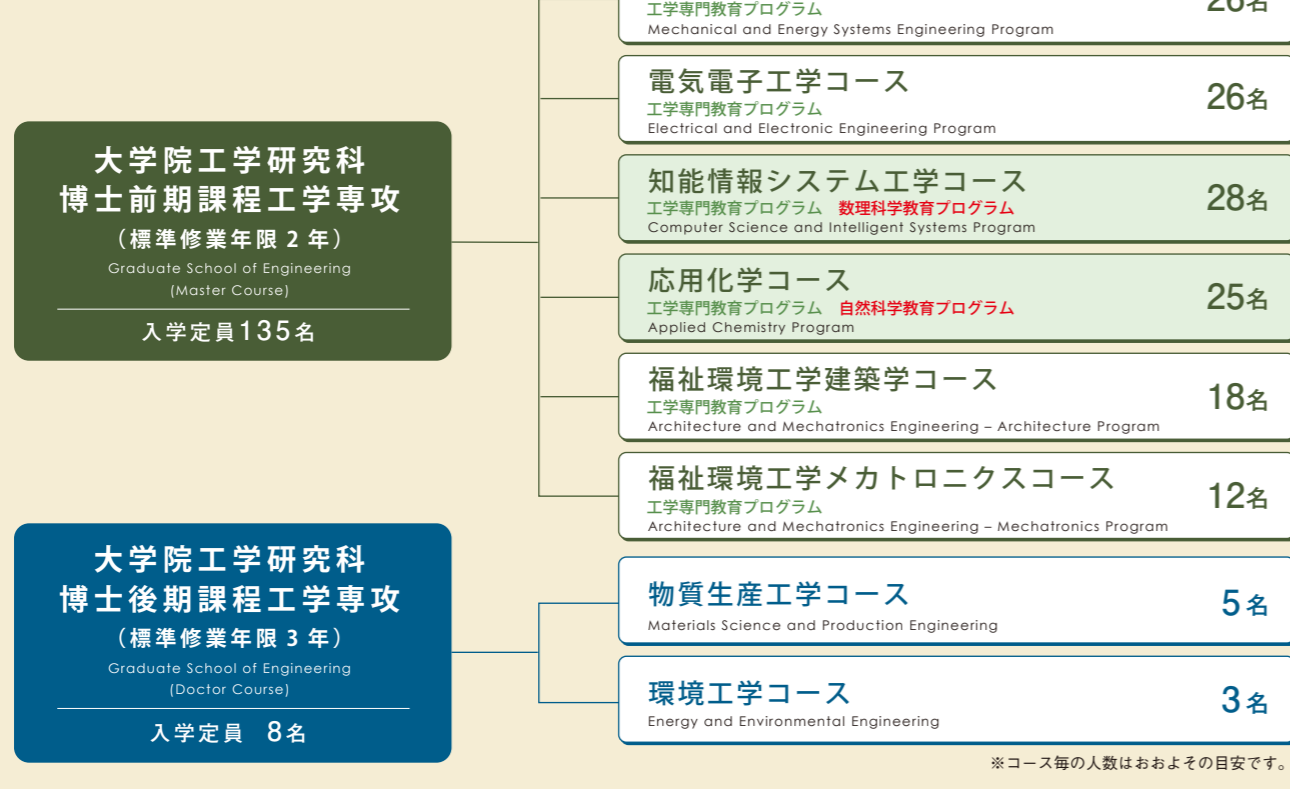 工学専門教育プログラム
Mechanical and Energy Systems Engineering Program
26名
電気電子工学コース
工学専門教育プログラム
Electrical and Electronic Engineering Program
26名
大学院工学研究科
博士前期課程工学専攻
（標準修業年限 2 年）
Graduate School of Engineering
(Master Course)
入学定員135名
知能情報システム工学コース
工学専門教育プログラム 数理科学教育プログラム
Computer Science and Intelligent Systems Program
28名
応用化学コース
工学専門教育プログラム 自然科学教育プログラム
Applied Chemistry Program
25名
福祉環境工学建築学コース
工学専門教育プログラム
Architecture and Mechatronics Engineering – Architecture Program
18名
福祉環境工学メカトロニクスコース
工学専門教育プログラム
Architecture and Mechatronics Engineering – Mechatronics Program
12名
大学院工学研究科
博士後期課程工学専攻
（標準修業年限 3 年）
Graduate School of Engineering
(Doctor Course)
入学定員 8名
物質生産工学コース
Materials Science and Production Engineering
5名
環境工学コース
Energy and Environmental Engineering
3名
※コース毎の人数はおおよその目安です。